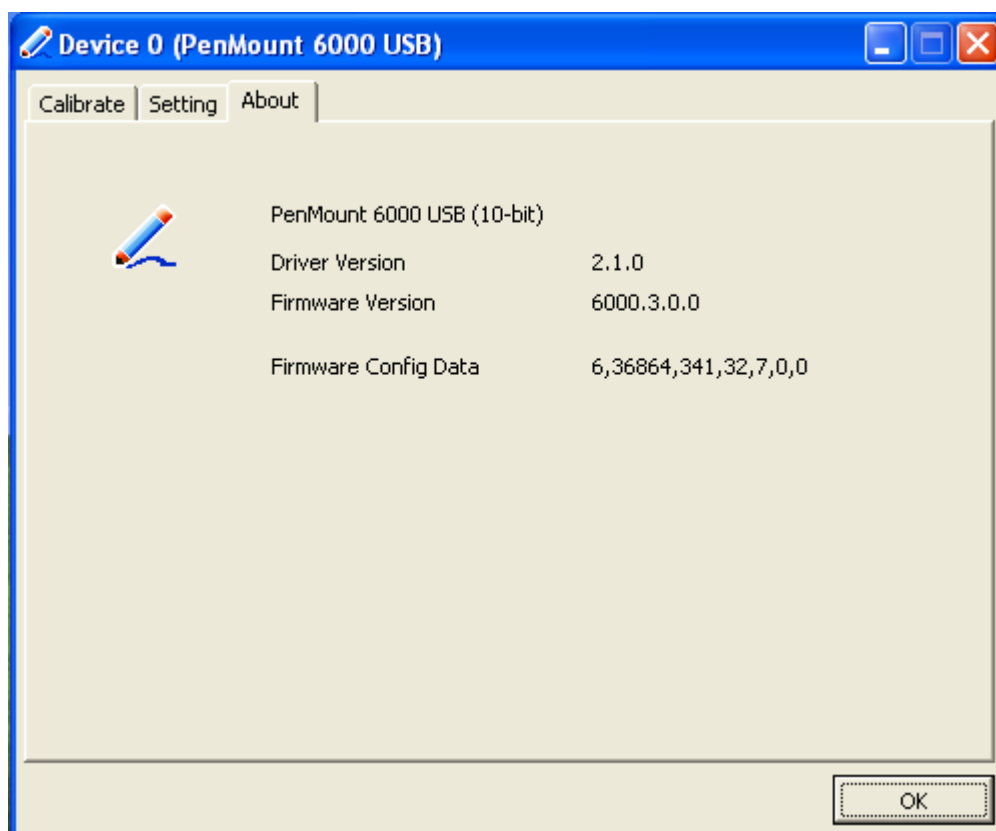 Device 0 (PenMount 6000 USB)
Calibrate Setting About
PenMount 6000 USB (10-bit)
Driver Version 2.1.0
Firmware Version 6000.3.0.0
Firmware Config Data 6,36864,341,32,7,0,0
OK